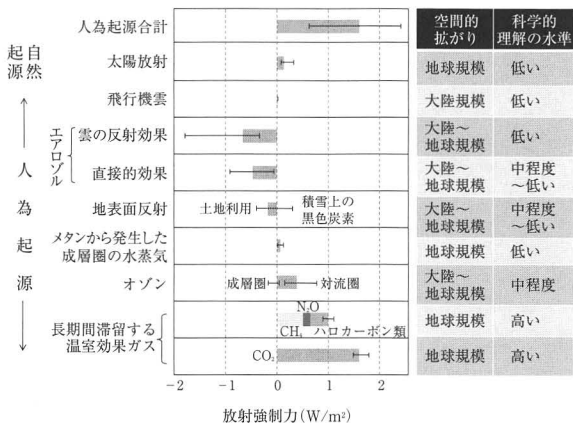 空間的
拡がり
科学的
理解の水準
人為起源合計
自然
起源
太陽放射
地球規模
低い
飛行機雲
大陸規模
低い
エアロゾル
雲の反射効果
大陸〜
地球規模
低い
直接的効果
大陸〜
地球規模
中程度
〜低い
人為起源
地表面反射
土地利用
積雪上の
黒色炭素
大陸〜
地球規模
中程度
〜低い
メタンから発生した
成層圏の水蒸気
地球規模
低い
オゾン
成層圏
対流圏
大陸〜
地球規模
中程度
長期間滞留する
温室効果ガス
N₂O
CH₄ ハロカーボン類
地球規模
高い
CO₂
地球規模
高い
−2 −1 0 1 2
放射強制力(W/m²)